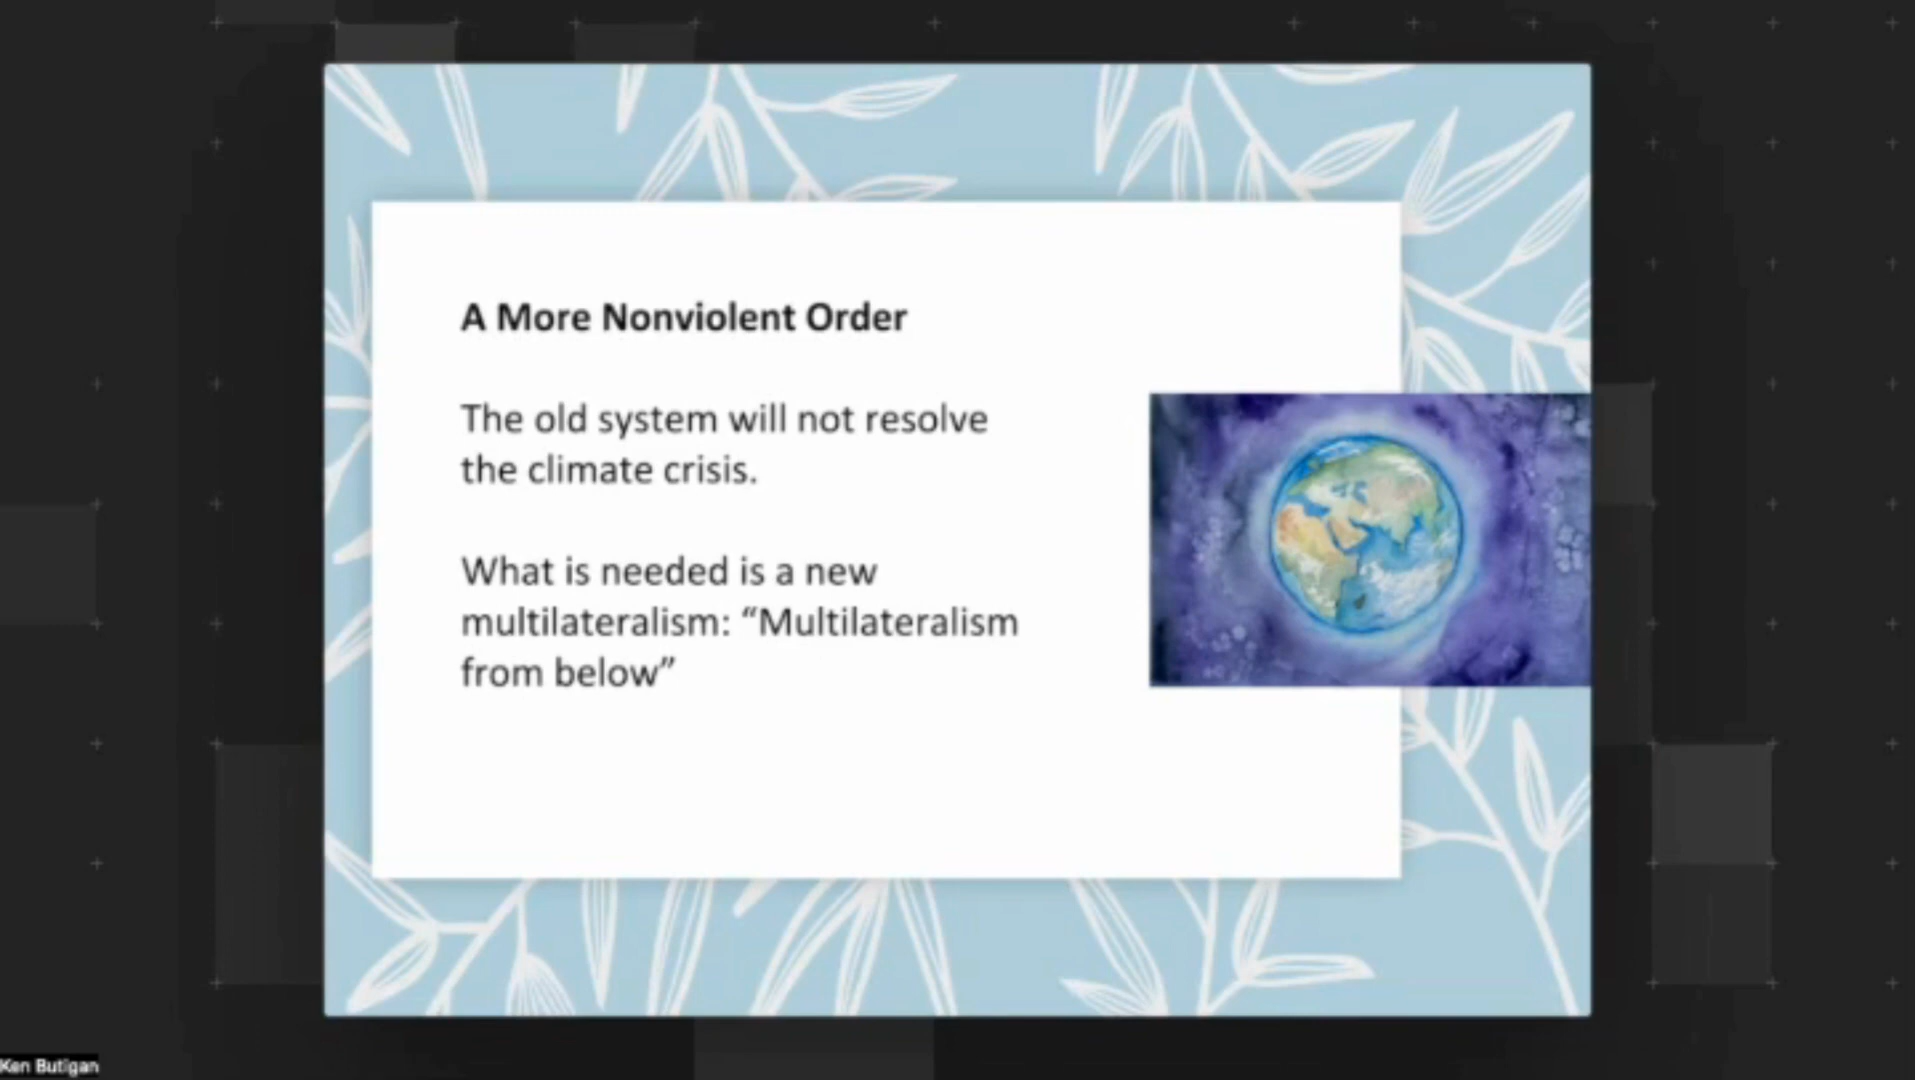 A More Nonviolent Order
The old system will not resolve
the climate crisis.
What is needed is a new
multilateralism: “Multilateralism
from below”
Ken Butigan